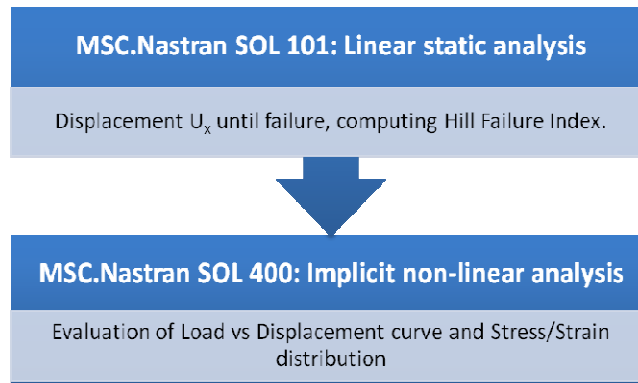 MSC.Nastran SOL 101: Linear static analysis
Displacement Uₓ until failure, computing Hill Failure Index.
MSC.Nastran SOL 400: Implicit non-linear analysis
Evaluation of Load vs Displacement curve and Stress/Strain
distribution